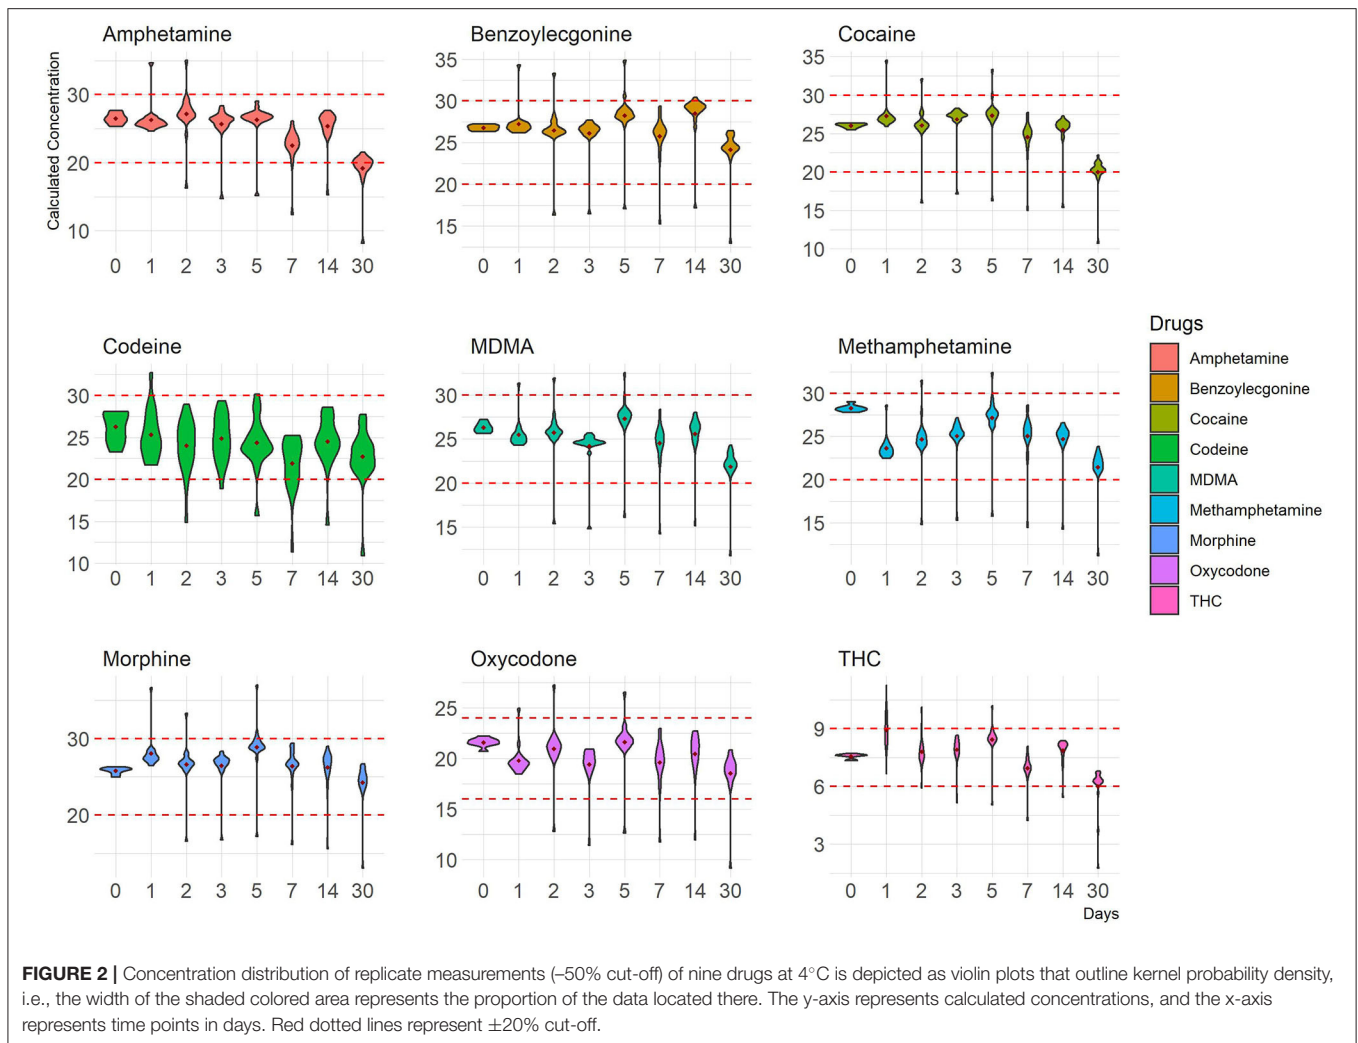 Amphetamine
Benzoylecgonine
Cocaine
Calculated Concentration
30
20
10
0 1 2 3 5 7 14 30
35
30
25
20
15
0 1 2 3 5 7 14 30
35
30
25
20
15
10
0 1 2 3 5 7 14 30
Codeine
MDMA
Methamphetamine
30
25
20
15
10
0 1 2 3 5 7 14 30
30
25
20
15
0 1 2 3 5 7 14 30
30
25
20
15
0 1 2 3 5 7 14 30
Drugs
Amphetamine
Benzoylecgonine
Cocaine
Codeine
MDMA
Methamphetamine
Morphine
Oxycodone
THC
Morphine
Oxycodone
THC
30
20
0 1 2 3 5 7 14 30
25
20
15
10
0 1 2 3 5 7 14 30
9
6
3
0 1 2 3 5 7 14 30
Days
FIGURE 2 | Concentration distribution of replicate measurements (–50% cut-off) of nine drugs at 4°C is depicted as violin plots that outline kernel probability density,
i.e., the width of the shaded colored area represents the proportion of the data located there. The y-axis represents calculated concentrations, and the x-axis
represents time points in days. Red dotted lines represent ±20% cut-off.